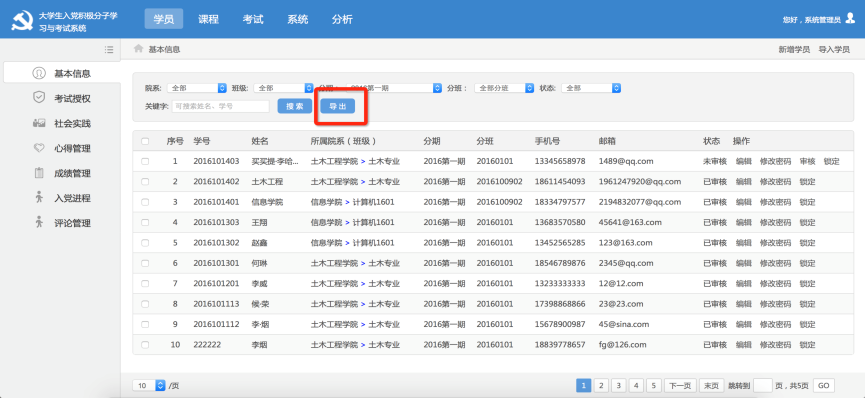 大学生入党积极分子学
习与考试系统
学员 课程 考试 系统 分析
您好，系统管理员
基本信息
新增学员 导入学员
基本信息
考试授权
社会实践
心得管理
成绩管理
入党进程
评论管理
院系: 全部 班级: 全部 分期: 2016第一期 分班： 全部分班 状态: 全部
关键字: 可搜索姓名、学号 搜 索 导 出
序号 学号 姓名 所属院系（班级） 分期 分班 手机号 邮箱 状态 操作
1 2016101403 买买提·李哈... 土木工程学院 > 土木专业 2016第一期 20160101 13345658978 1489@qq.com 未审核 编辑 修改密码 审核 锁定
2 2016101402 土木工程 土木工程学院 > 土木专业 2016第一期 2016100902 18611454093 1961247920@qq.com 已审核 编辑 修改密码 锁定
3 2016101401 信息学院 信息学院 > 计算机1601 2016第一期 2016100902 18334797577 2194832077@qq.com 已审核 编辑 修改密码 锁定
4 2016101303 王翔 信息学院 > 计算机1601 2016第一期 20160101 13683570580 45641@163.com 已审核 编辑 修改密码 锁定
5 2016101302 赵鑫 信息学院 > 计算机1601 2016第一期 20160101 13452565285 123@163.com 已审核 编辑 修改密码 锁定
6 2016101301 何琳 土木工程学院 > 土木专业 2016第一期 20160101 18546789876 2345@qq.com 已审核 编辑 修改密码 锁定
7 2016101201 李威 土木工程学院 > 土木专业 2016第一期 20160101 13233333333 12@12.com 已审核 编辑 修改密码 锁定
8 2016101113 候·荣 土木工程学院 > 土木专业 2016第一期 20160101 17398868866 23@23.com 已审核 编辑 修改密码 锁定
9 2016101112 李·烟 土木工程学院 > 土木专业 2016第一期 20160101 15678900987 45@sina.com 已审核 编辑 修改密码 锁定
10 222222 李烟 土木工程学院 > 土木专业 2016第一期 20160101 18839778657 fg@126.com 已审核 编辑 修改密码 锁定
10 /页 1 2 3 4 5 下一页 末页 跳转到 页，共5页 GO